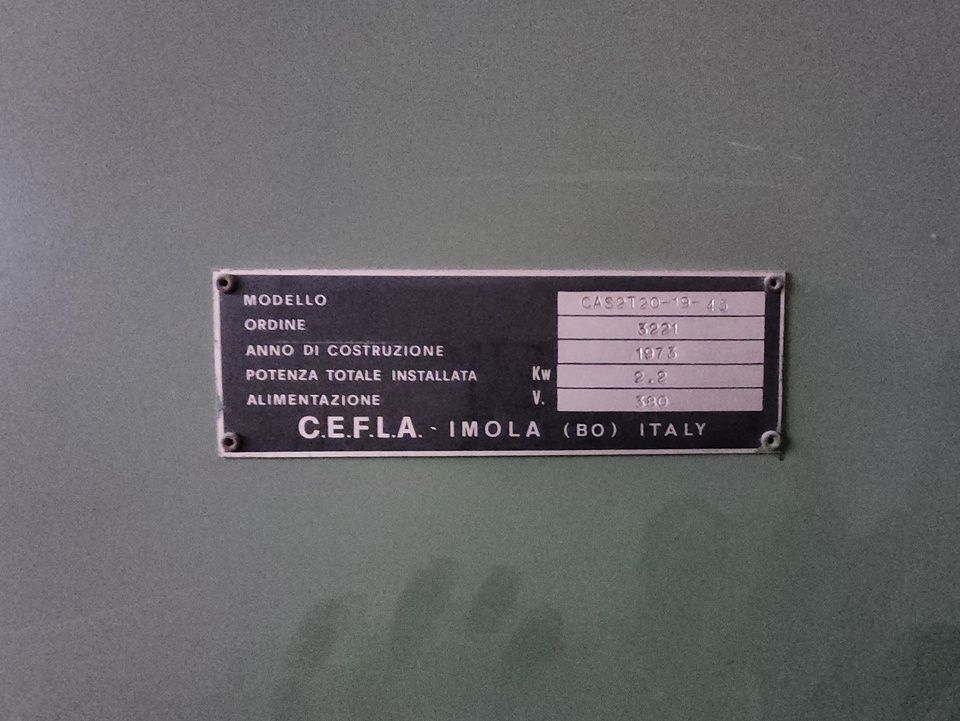 MODELLO CAS2T20-19-43
ORDINE 3221
ANNO DI COSTRUZIONE 1973
POTENZA TOTALE INSTALLATA Kw 2.2
ALIMENTAZIONE V. 380
C.E.F.L.A. - IMOLA (BO) ITALY